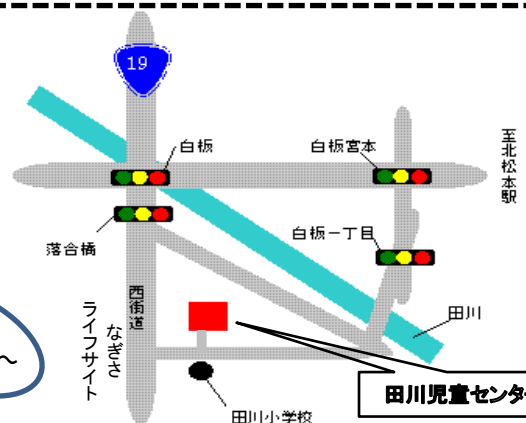 19
白板
白板宮本
至北松本駅
落合橋
白板一丁目
西街道
なぎさ
ライフサイト
田川
田川児童センター
田川小学校
～